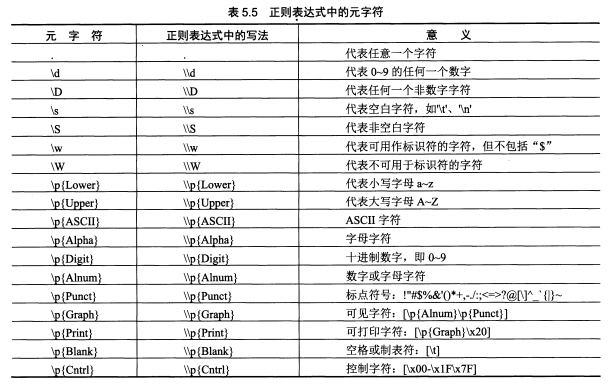 表 5.5 正则表达式中的元字符
元 字 符 正则表达式中的写法 意 义
. . 代表任意一个字符
\d \\d 代表 0~9 的任何一个数字
\D \\D 代表任何一个非数字字符
\s \\s 代表空白字符，如'\t'、'\n'
\S \\S 代表非空白字符
\w \\w 代表可用作标识符的字符，但不包括“$”
\W \\W 代表不可用于标识符的字符
\p{Lower} \\p{Lower} 代表小写字母 a~z
\p{Upper} \\p{Upper} 代表大写字母 A~Z
\p{ASCII} \\p{ASCII} ASCII 字符
\p{Alpha} \\p{Alpha} 字母字符
\p{Digit} \\p{Digit} 十进制数字，即 0~9
\p{Alnum} \\p{Alnum} 数字或字母字符
\p{Punct} \\p{Punct} 标点符号：!"#$%&'()*+,-./:;<=>?@[\]^_`{|}~
\p{Graph} \\p{Graph} 可见字符：[\p{Alnum}\p{Punct}]
\p{Print} \\p{Print} 可打印字符：[\p{Graph}\x20]
\p{Blank} \\p{Blank} 空格或制表符：[\t]
\p{Cntrl} \\p{Cntrl} 控制字符：[\x00-\x1F\x7F]